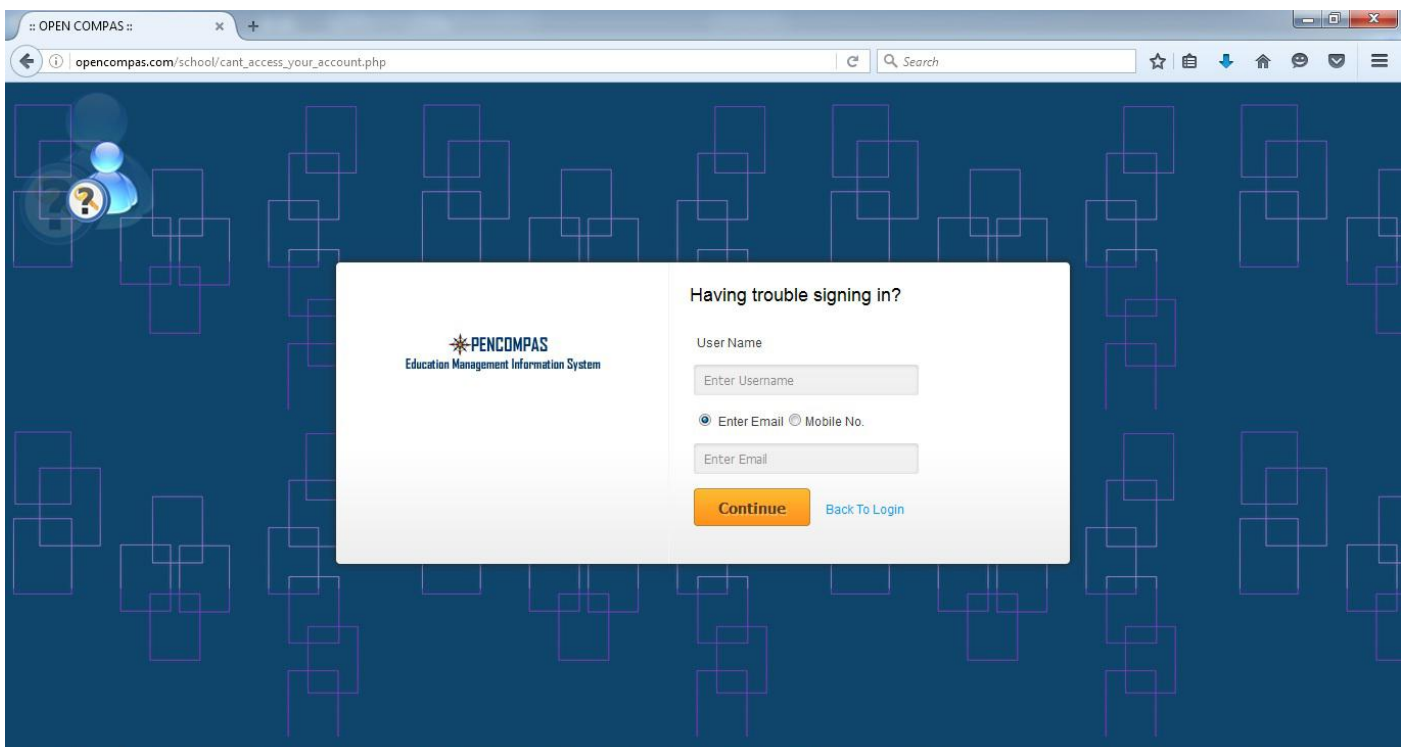 :: OPEN COMPAS ::
opencompas.com/school/cant_access_your_account.php
Search
Having trouble signing in?
PENCOMPAS
Education Management Information System
User Name
Enter Username
Enter Email Mobile No.
Enter Email
Continue Back To Login